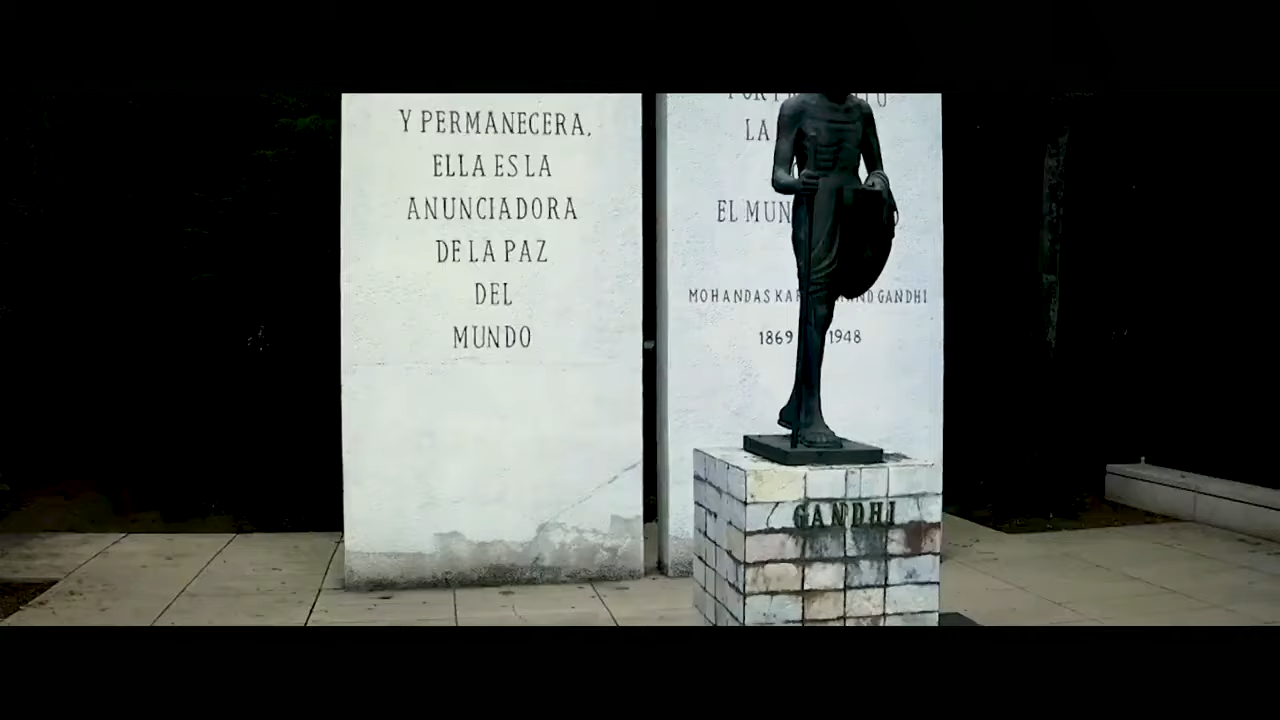 Y PERMANECERA,
ELLA ES LA
ANUNCIADORA
DE LA PAZ
DEL
MUNDO
LA
EL MUN
MOHANDAS KAR AND GANDHI
1869 1948
GANDHI